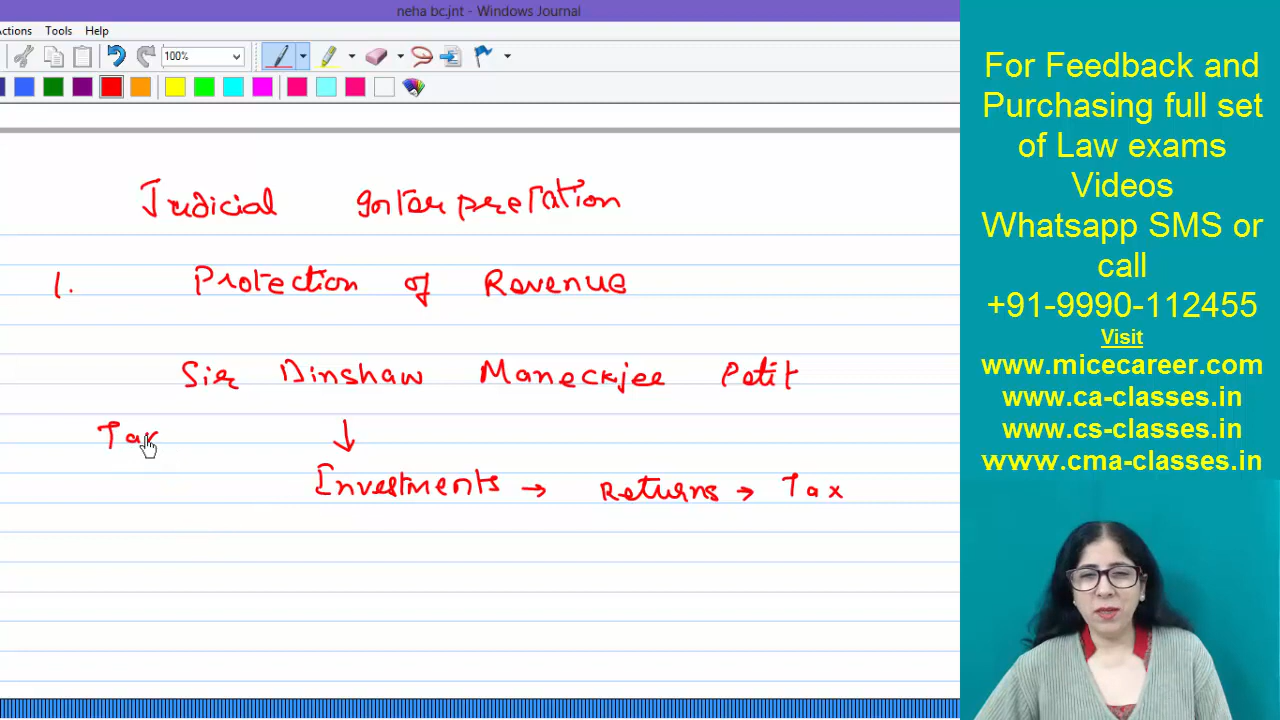 neha bc.jnt - Windows Journal
Actions Tools Help
100%
Judicial Interpretation
1. Protection of Revenue
Sir Dinshaw Maneckjee Petit
Tax
Investments → Returns → Tax
For Feedback and
Purchasing full set
of Law exams
Videos
Whatsapp SMS or
call
+91-9990-112455
Visit
www.micecareer.com
www.ca-classes.in
www.cs-classes.in
www.cma-classes.in